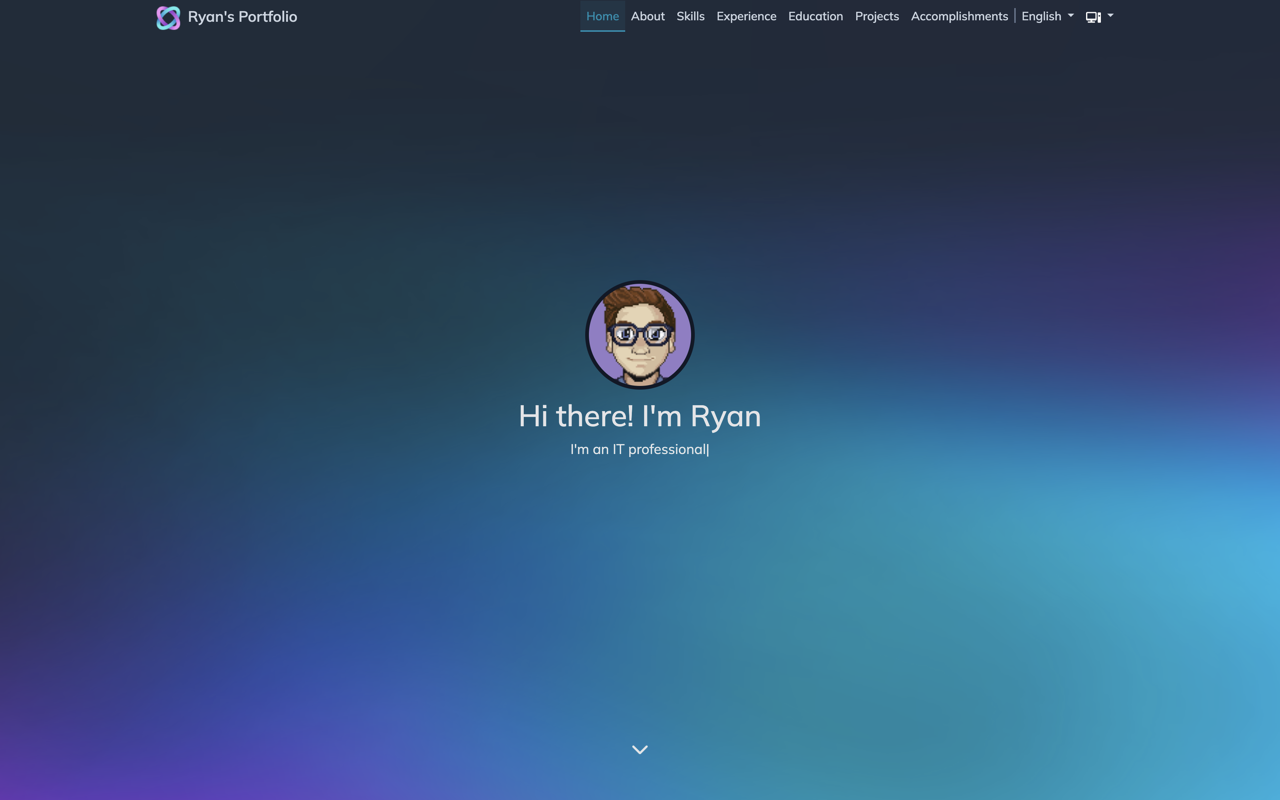 Ryan's Portfolio
Home About Skills Experience Education Projects Accomplishments English
Hi there! I'm Ryan
I'm an IT professional|